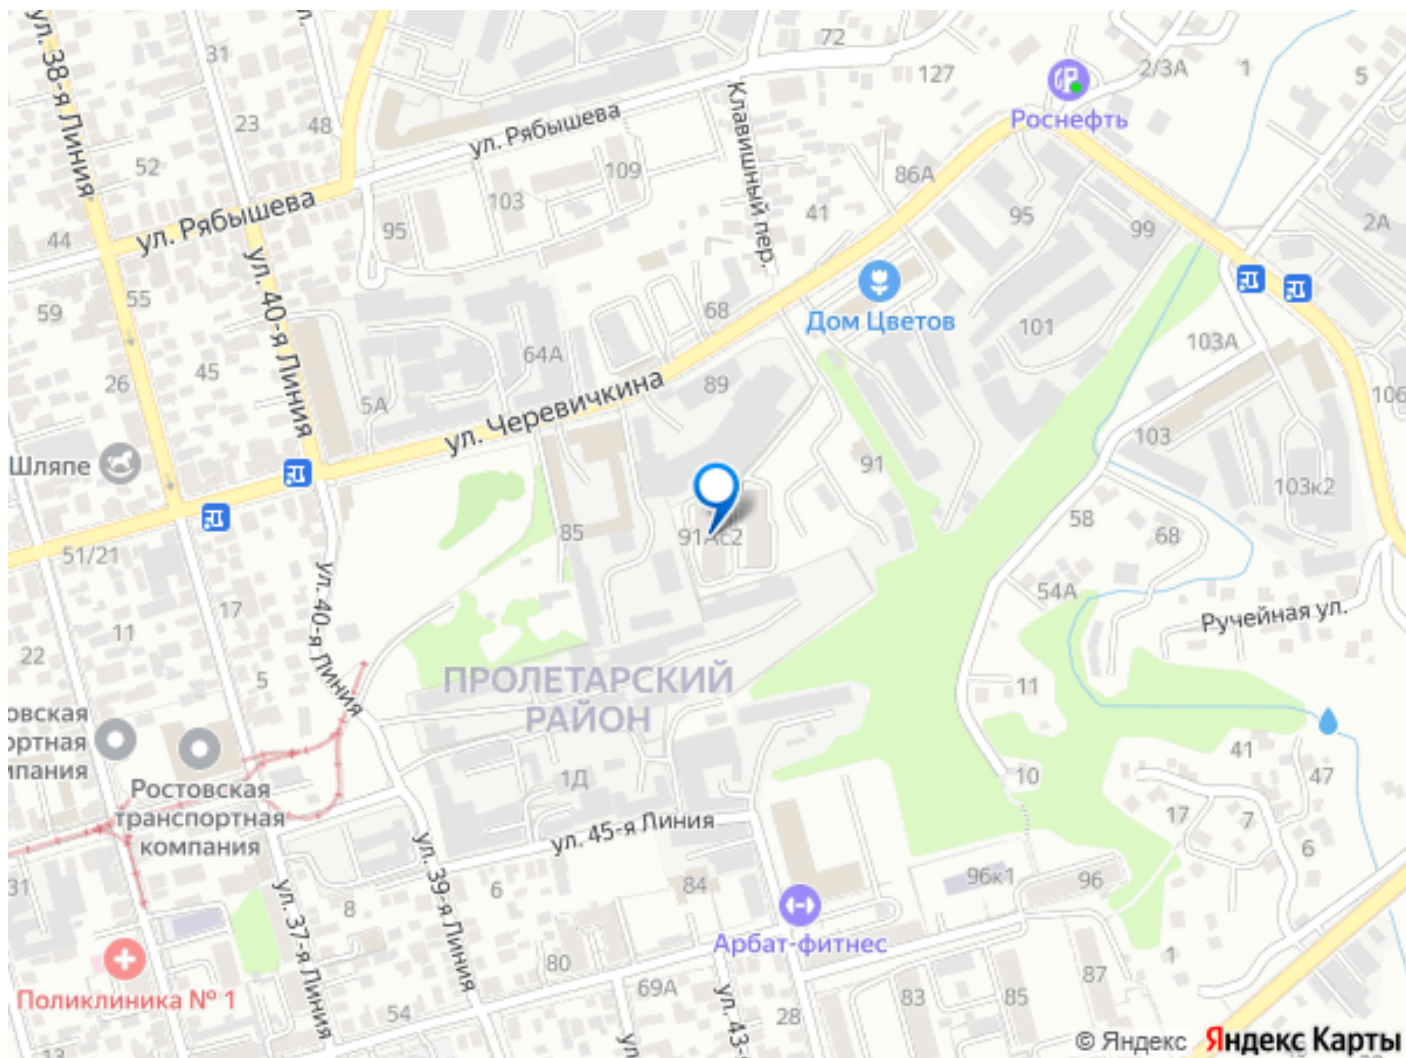 ул. 38-я Линия
31
72
127
2/3А
1
5
Роснефть
23
48
ул. Рябышева
Клавишный пер.
52
109
86А
103
41
95
2А
44
ул. Рябышева
95
99
ул. 40-я Линия
55
59
68
Дом Цветов
101
103А
64А
45
26
89
5А
106
ул. Черевичкина
103
Шляпе
91
103к2
58
68
85
91Ас2
51/21
54А
ул. 40-я Линия
17
Ручейная ул.
11
22
5
ПРОЛЕТАРСКИЙ
РАЙОН
11
овская
ортная
мпания
41
47
1Д
10
Ростовская
транспортная
компания
17
7
6
ул. 45-я Линия
ул. 39-я Линия
31
6
84
96к1
96
ул. 37-я Линия
8
Арбат-фитнес
1
80
87
69А
Поликлиника № 1
83
85
54
28
ул. 43-
© Яндекс
Яндекс Карты